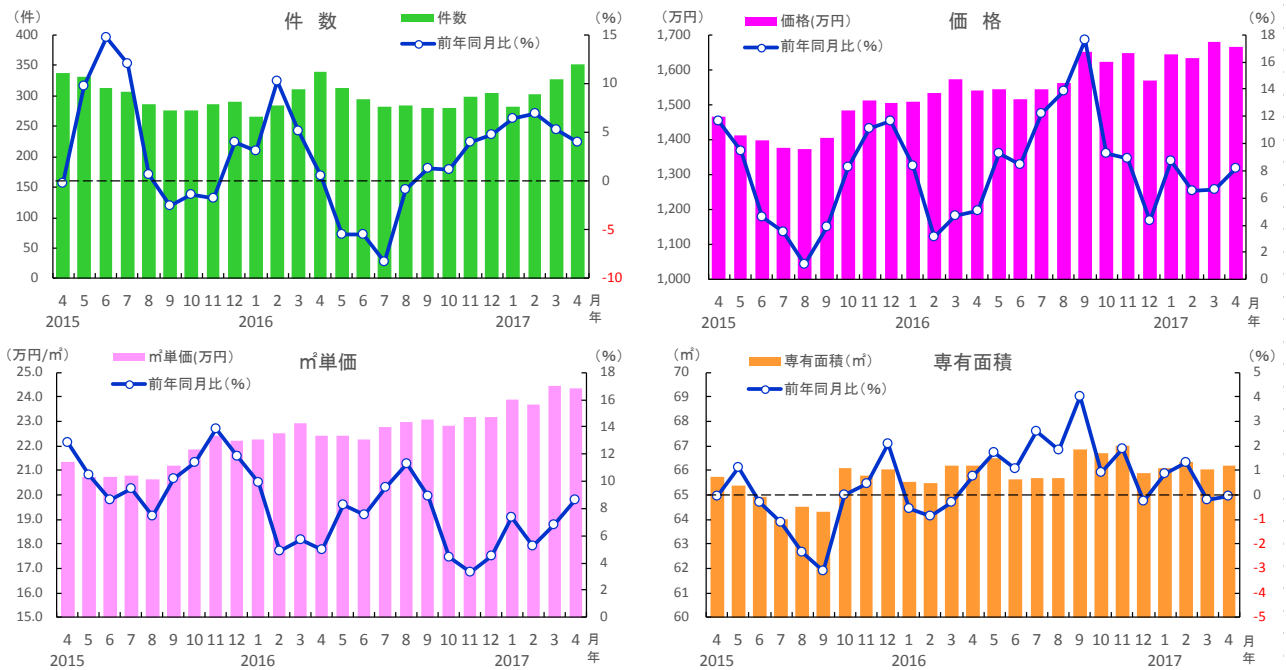 （件） 件　数 （％）
件数
前年同月比（％）
400 15
350 10
300
250 5
200 0
150
100 -5
50
0 -10
4 5 6 7 8 9 10 11 12 1 2 3 4 5 6 7 8 9 10 11 12 1 2 3 4 月
2015 2016 2017 年
（万円） 価　格 （％）
価格(万円)
前年同月比（％）
1,700 18
1,600 16
1,500 14
1,400 12
1,300 10
1,200 8
1,100 6
1,000 4
2
0
4 5 6 7 8 9 10 11 12 1 2 3 4 5 6 7 8 9 10 11 12 1 2 3 4 月
2015 2016 2017 年
（万円/㎡） ㎡単価 （％）
㎡単価(万円)
前年同月比（％）
25.0 18
24.0 16
23.0 14
22.0 12
21.0 10
20.0 8
19.0 6
18.0 4
17.0 2
16.0 0
15.0
4 5 6 7 8 9 10 11 12 1 2 3 4 5 6 7 8 9 10 11 12 1 2 3 4 月
2015 2016 2017 年
（㎡） 専有面積 （％）
専有面積（㎡）
前年同月比（％）
70 5
69 4
68 3
67 2
66 1
65 0
64 -1
63 -2
62 -3
61 -4
60 -5
4 5 6 7 8 9 10 11 12 1 2 3 4 5 6 7 8 9 10 11 12 1 2 3 4 月
2015 2016 2017 年